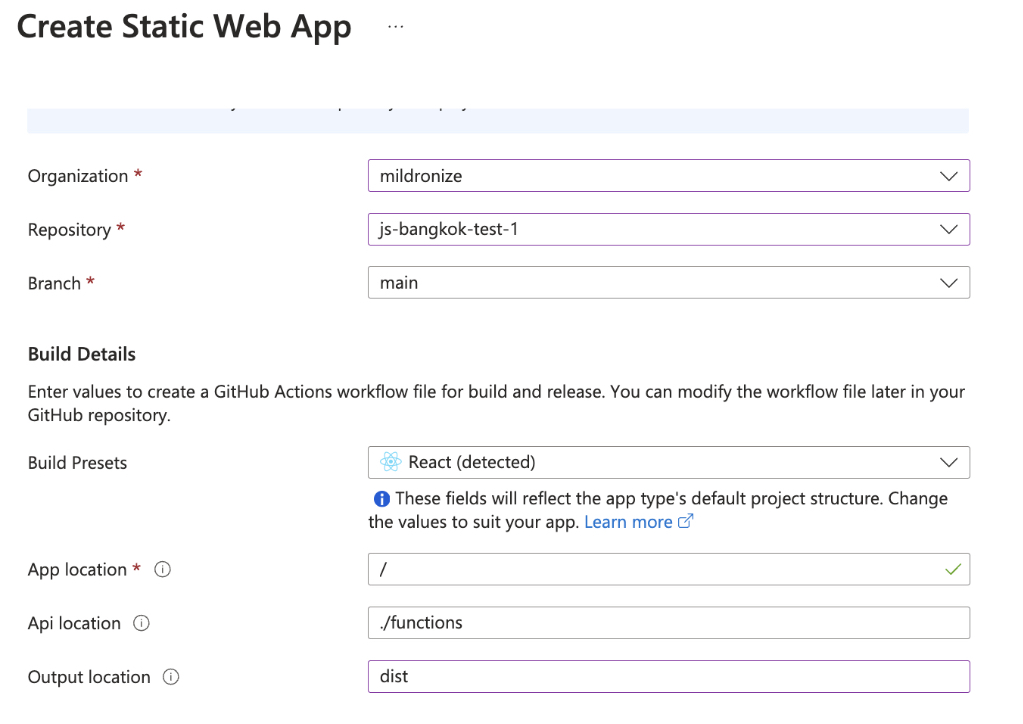 Create Static Web App ...
Organization *
mildronize
Repository *
js-bangkok-test-1
Branch *
main
Build Details
Enter values to create a GitHub Actions workflow file for build and release. You can modify the workflow file later in your
GitHub repository.
Build Presets
React (detected)
These fields will reflect the app type's default project structure. Change
the values to suit your app. Learn more
App location *
/
Api location
./functions
Output location
dist